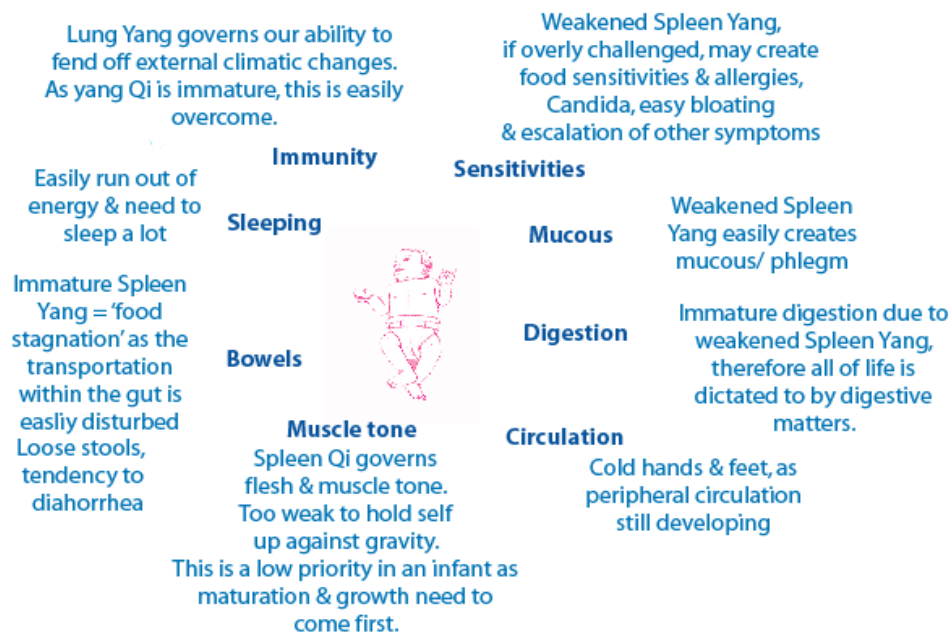 Lung Yang governs our ability to
fend off external climatic changes.
As yang Qi is immature, this is easily
overcome.
Immunity
Weakened Spleen Yang,
if overly challenged, may create
food sensitivities & allergies,
Candida, easy bloating
& escalation of other symptoms
Sensitivities
Easily run out of
energy & need to
sleep a lot
Sleeping
Mucous
Weakened Spleen
Yang easily creates
mucous/ phlegm
Immature Spleen
Yang = 'food
stagnation' as the
transportation
within the gut is
easliy disturbed
Loose stools,
tendency to
diahorrhea
Bowels
Digestion
Immature digestion due to
weakened Spleen Yang,
therefore all of life is
dictated to by digestive
matters.
Muscle tone
Spleen Qi governs
flesh & muscle tone.
Too weak to hold self
up against gravity.
This is a low priority in an infant as
maturation & growth need to
come first.
Circulation
Cold hands & feet, as
peripheral circulation
still developing